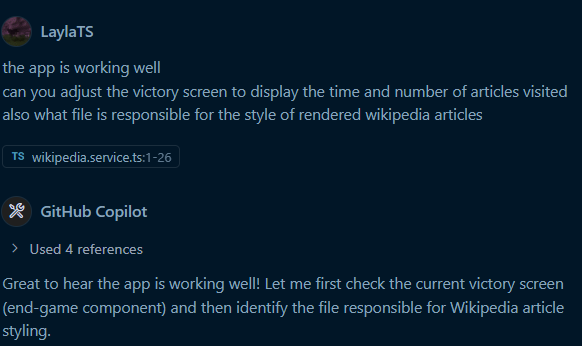 LaylaTS
the app is working well
can you adjust the victory screen to display the time and number of articles visited
also what file is responsible for the style of rendered wikipedia articles
TS wikipedia.service.ts:1-26
GitHub Copilot
Used 4 references
Great to hear the app is working well! Let me first check the current victory screen
(end-game component) and then identify the file responsible for Wikipedia article
styling.